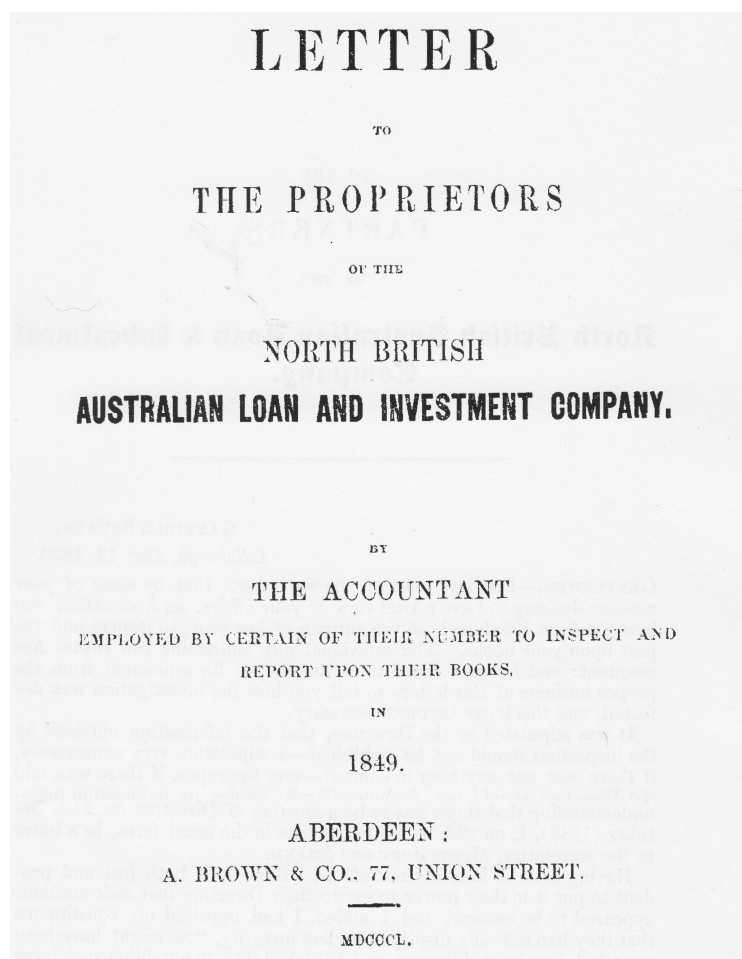 LETTER
TO
THE PROPRIETORS
OF THE
NORTH BRITISH
AUSTRALIAN LOAN AND INVESTMENT COMPANY.
BY
THE ACCOUNTANT
EMPLOYED BY CERTAIN OF THEIR NUMBER TO INSPECT AND
REPORT UPON THEIR BOOKS,
IN
1849.
ABERDEEN:
A. BROWN & CO., 77, UNION STREET.
MDCCCL.